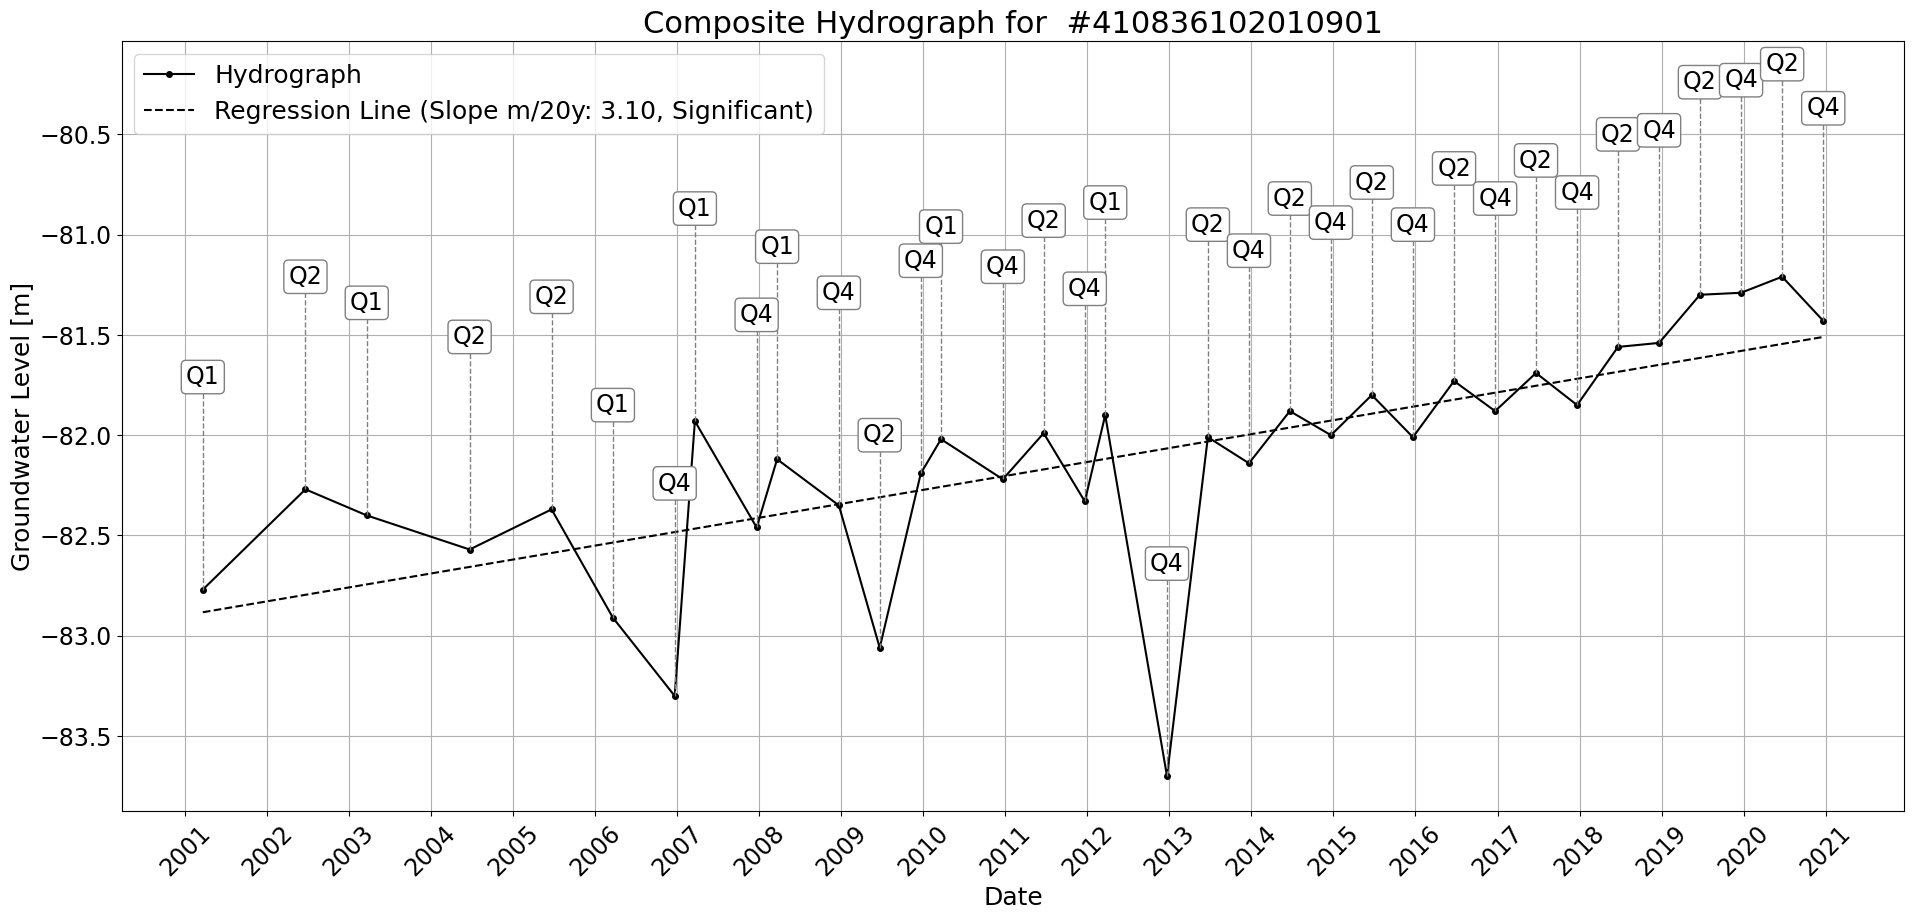 Composite Hydrograph for  #410836102010901
Hydrograph
Regression Line (Slope m/20y: 3.10, Significant)
Groundwater Level [m]
−80.5
−81.0
−81.5
−82.0
−82.5
−83.0
−83.5
Q1
Q2
Q1
Q2
Q2
Q1
Q4
Q1
Q4
Q1
Q4
Q2
Q4
Q1
Q4
Q2
Q4
Q1
Q4
Q2
Q4
Q2
Q4
Q2
Q4
Q2
Q4
Q2
Q4
Q2
Q4
Q2
Q4
Q2
Q4
2001
2002
2003
2004
2005
2006
2007
2008
2009
2010
2011
2012
2013
2014
2015
2016
2017
2018
2019
2020
2021
Date